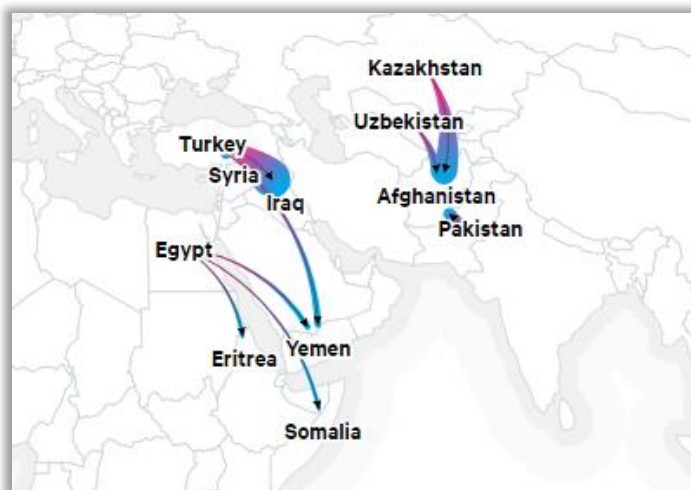 Kazakhstan
Uzbekistan
Turkey
Syria
Afghanistan
Iraq
Pakistan
Egypt
Yemen
Eritrea
Somalia